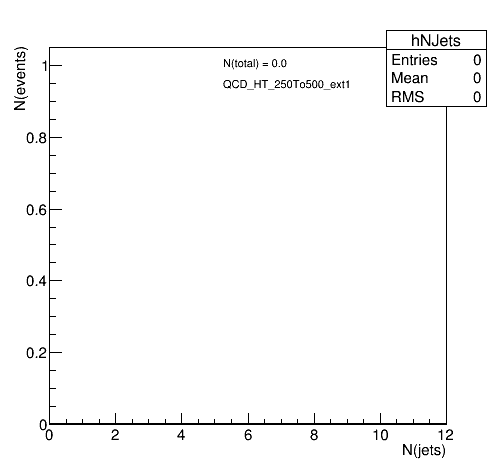 hNJets
Entries 0
Mean 0
RMS 0
N(total) = 0.0
QCD_HT_250To500_ext1
N(events)
1
0.8
0.6
0.4
0.2
0
0 2 4 6 8 10 12
N(jets)